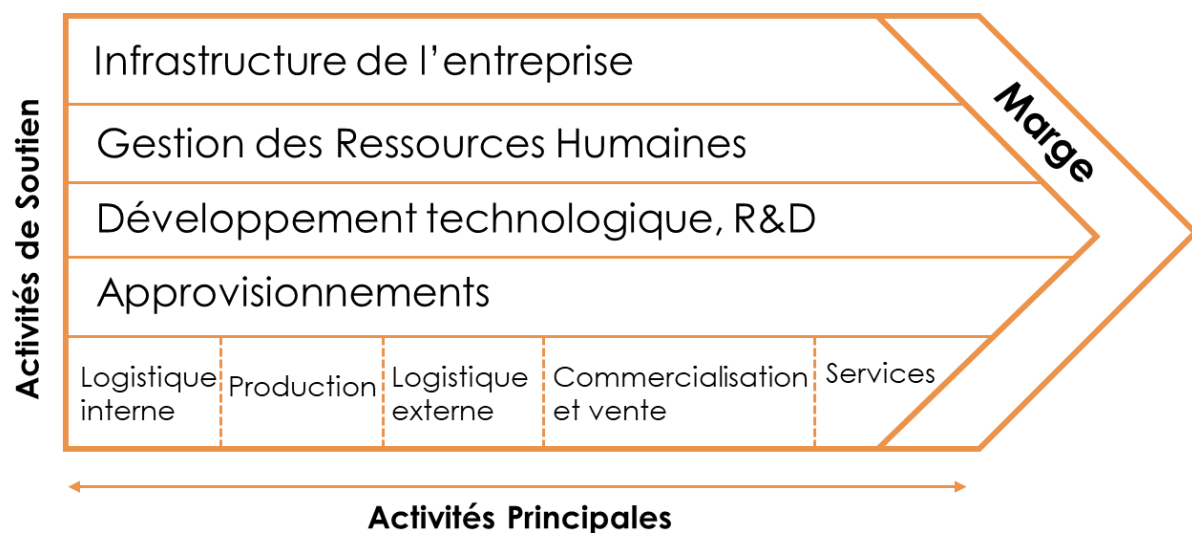 Infrastructure de l’entreprise
Gestion des Ressources Humaines
Développement technologique, R&D
Approvisionnements
Logistique
interne
Production
Logistique
externe
Commercialisation
et vente
Services
Marge
Activités de Soutien
Activités Principales